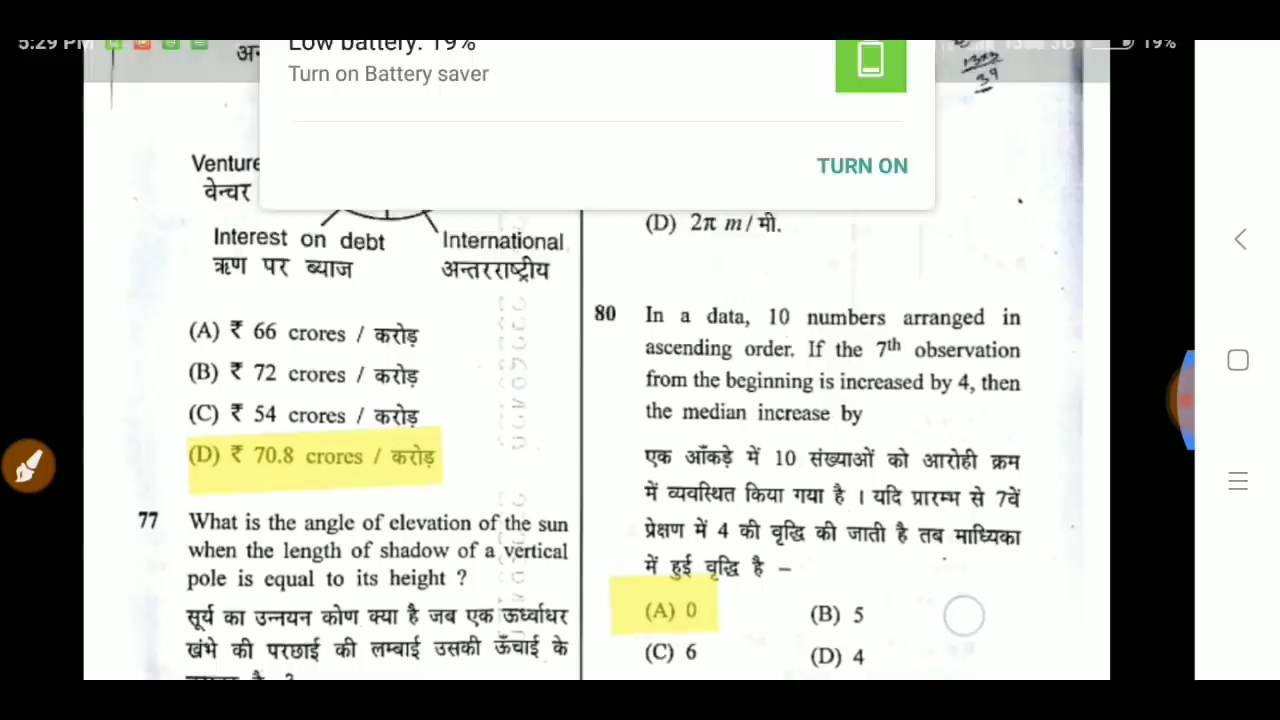 5:29 PM
19%
Low battery: 19%
Turn on Battery saver
TURN ON
Venture
वेन्चर
Interest on debt
ऋण पर ब्याज
International
अन्तरराष्ट्रीय
(A) ₹ 66 crores / करोड़
(B) ₹ 72 crores / करोड़
(C) ₹ 54 crores / करोड़
(D) ₹ 70.8 crores / करोड़
77 What is the angle of elevation of the sun
when the length of shadow of a vertical
pole is equal to its height ?
सूर्य का उन्नयन कोण क्या है जब एक ऊर्ध्वाधर
खंभे की परछाई की लम्बाई उसकी ऊँचाई के
39
(D) 2π m / मी.
80 In a data, 10 numbers arranged in
ascending order. If the 7th observation
from the beginning is increased by 4, then
the median increase by
एक आँकड़े में 10 संख्याओं को आरोही क्रम
में व्यवस्थित किया गया है । यदि प्रारम्भ से 7वें
प्रेक्षण में 4 की वृद्धि की जाती है तब माध्यिका
में हुई वृद्धि है –
(A) 0 (B) 5
(C) 6 (D) 4